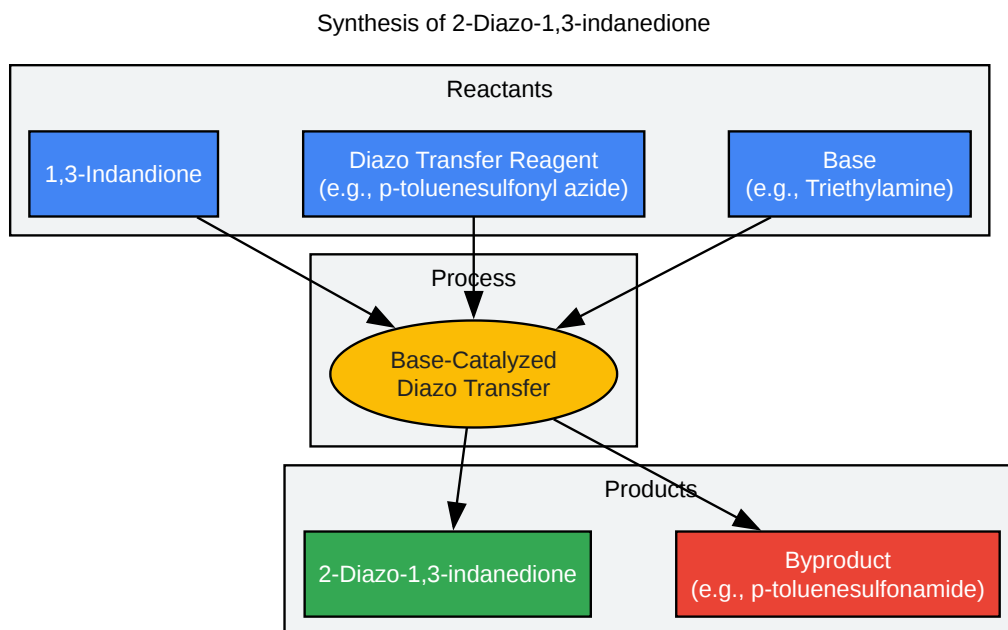 Synthesis of 2-Diazo-1,3-indanedione
Reactants
1,3-Indandione
Diazo Transfer Reagent
(e.g., p-toluenesulfonyl azide)
Base
(e.g., Triethylamine)
Process
Base-Catalyzed
Diazo Transfer
Products
2-Diazo-1,3-indanedione
Byproduct
(e.g., p-toluenesulfonamide)